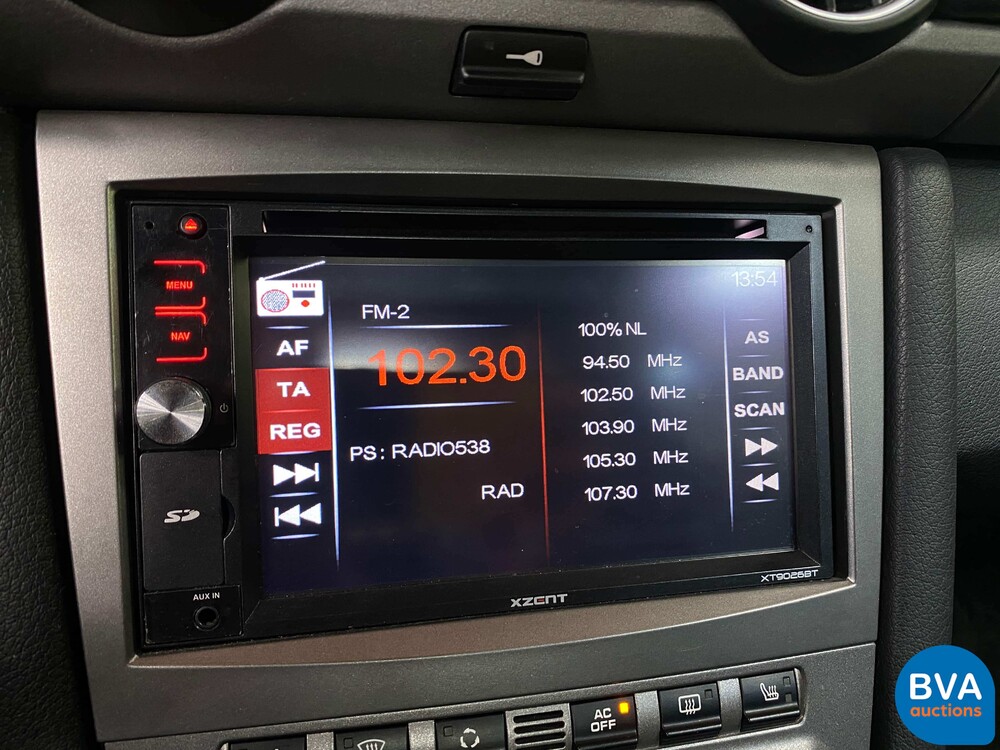 MENU
NAV
13:54
FM-2
AF
102.30
TA
REG
PS : RADIO538
RAD
100% NL
94.50 MHz
102.50 MHz
103.90 MHz
105.30 MHz
107.30 MHz
AS
BAND
SCAN
SD
AUX IN
XZENT
XT9026BT
AC
OFF
BVA
auctions